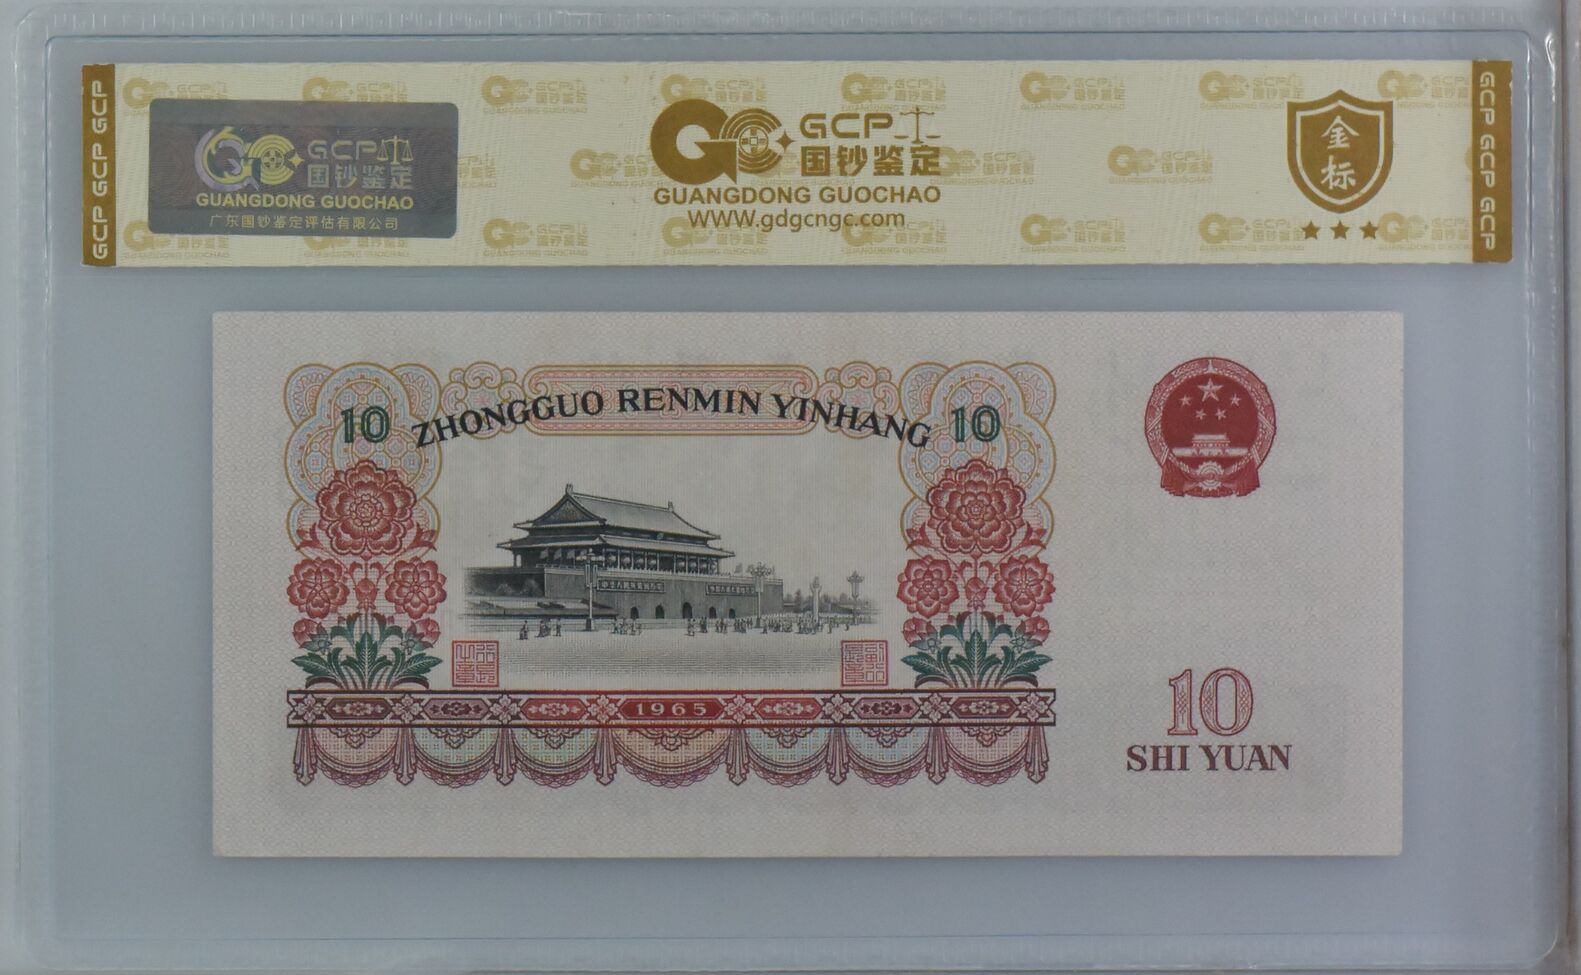 GCP GCP GCP
GCP
国钞鉴定
GUANGDONG GUOCHAO
广东国钞鉴定评估有限公司
GCP
国钞鉴定
GUANGDONG GUOCHAO
WWW.gdgcngc.com
金标
GCP GCP GCP
10 ZHONGGUO RENMIN YINHANG 10
1965
10
SHI YUAN